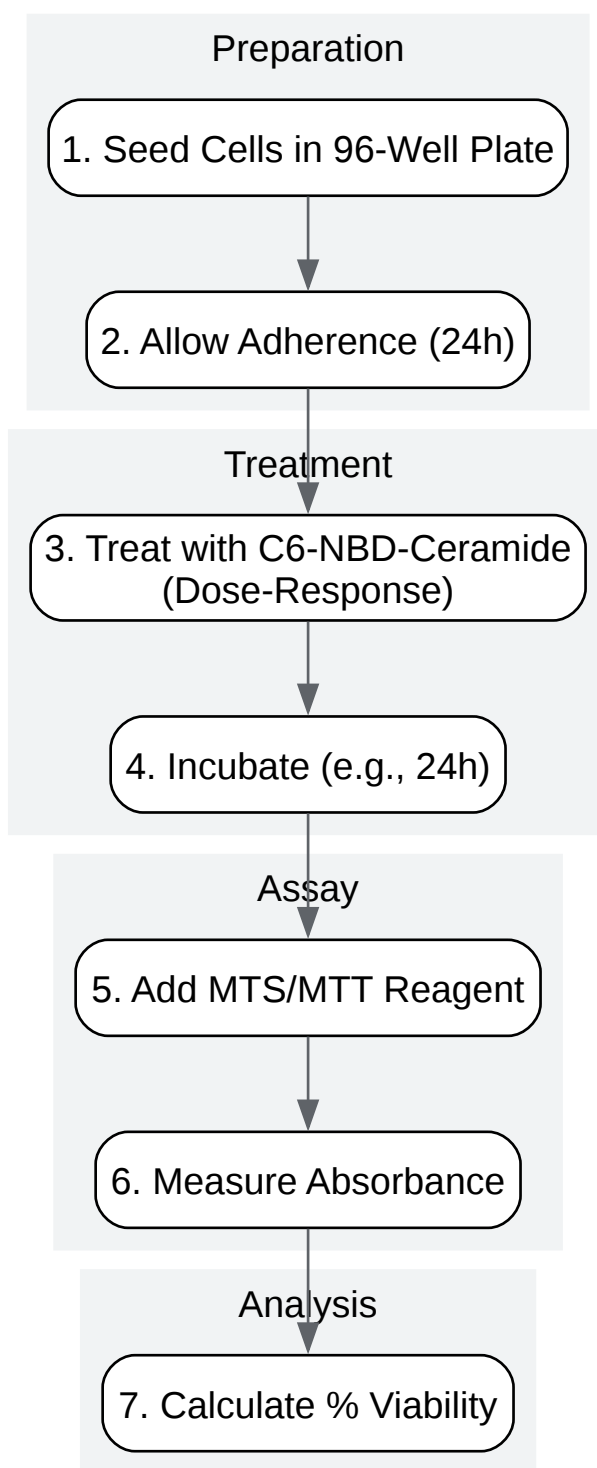 Preparation
1. Seed Cells in 96-Well Plate
2. Allow Adherence (24h)
Treatment
3. Treat with C6-NBD-Ceramide
(Dose-Response)
4. Incubate (e.g., 24h)
Assay
5. Add MTS/MTT Reagent
6. Measure Absorbance
Analysis
7. Calculate % Viability